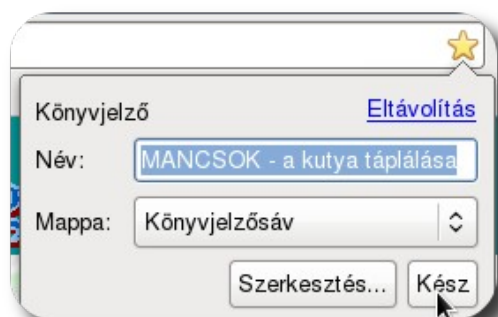 Könyvjelző Eltávolítás
Név: MANCSOK - a kutya táplálása
Mappa: Könyvjelzősáv
Szerkesztés... Kész